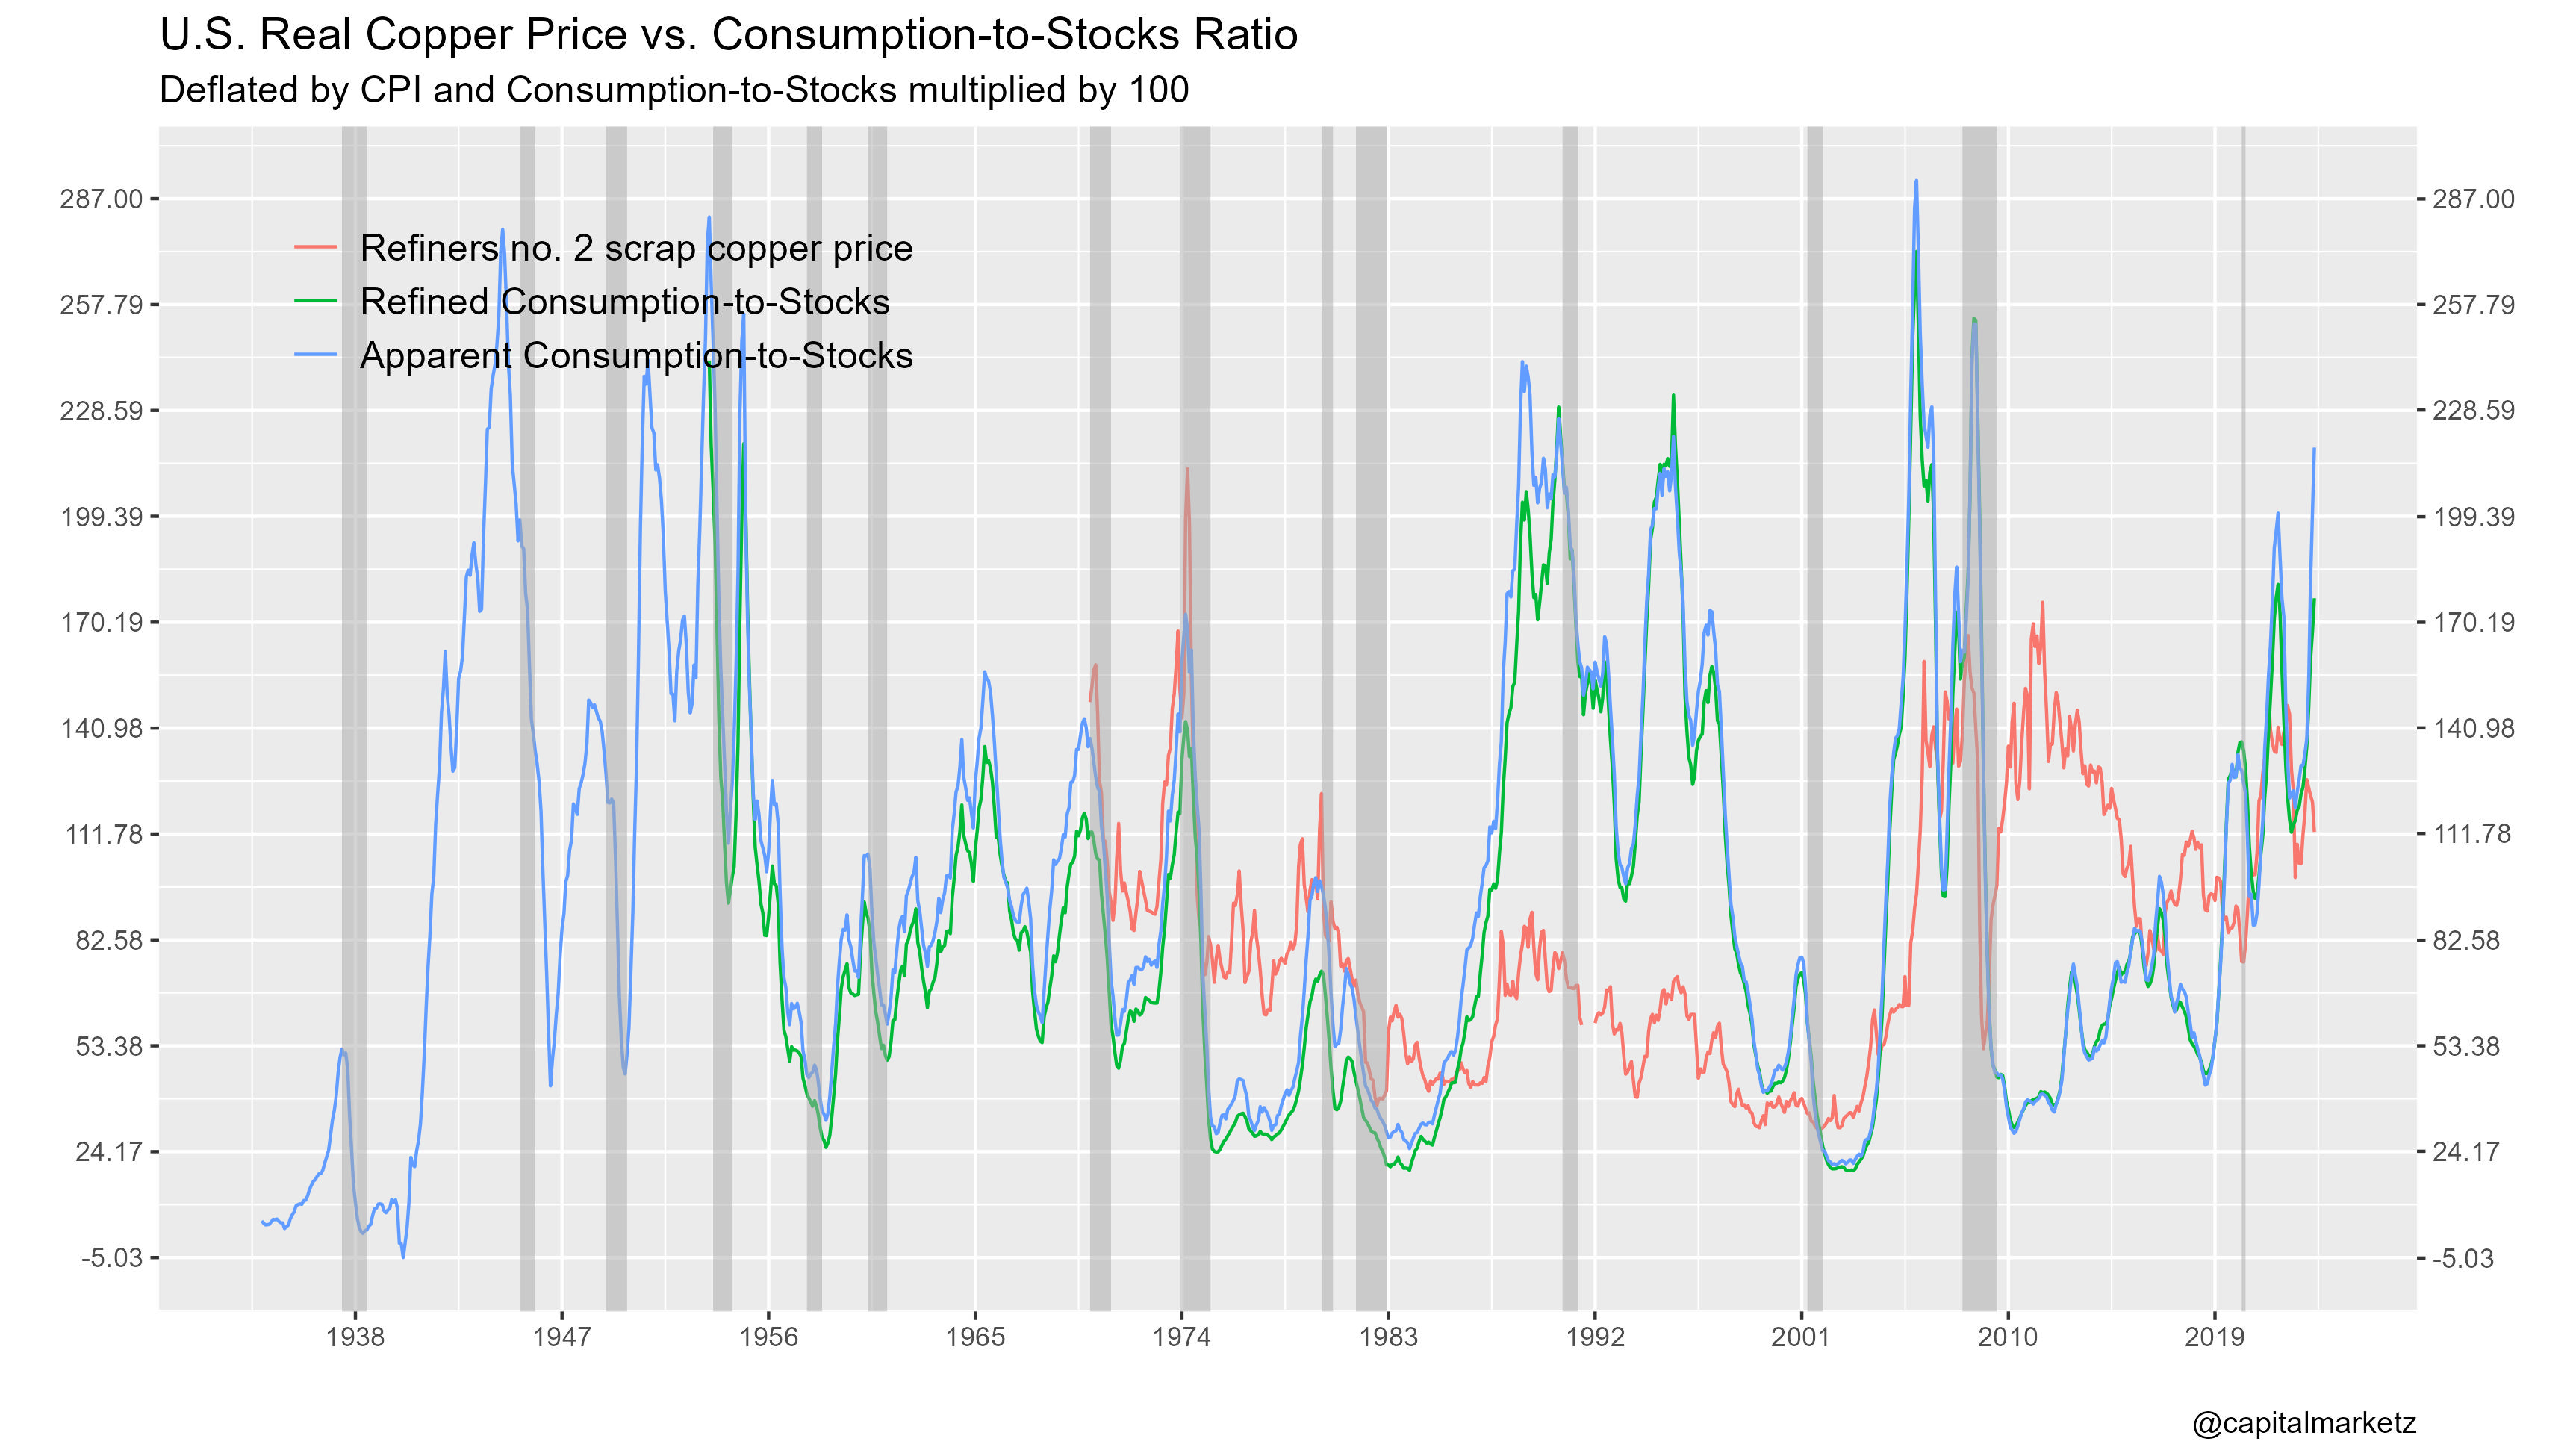 U.S. Real Copper Price vs. Consumption-to-Stocks Ratio
Deflated by CPI and Consumption-to-Stocks multiplied by 100
287.00 287.00
Refiners no. 2 scrap copper price
Refined Consumption-to-Stocks
257.79 257.79
Apparent Consumption-to-Stocks
228.59 228.59
199.39 199.39
170.19 170.19
140.98 140.98
111.78 111.78
82.58 82.58
53.38 53.38
24.17 24.17
-5.03 -5.03
1938 1947 1956 1965 1974 1983 1992 2001 2010 2019
@capitalmarketz